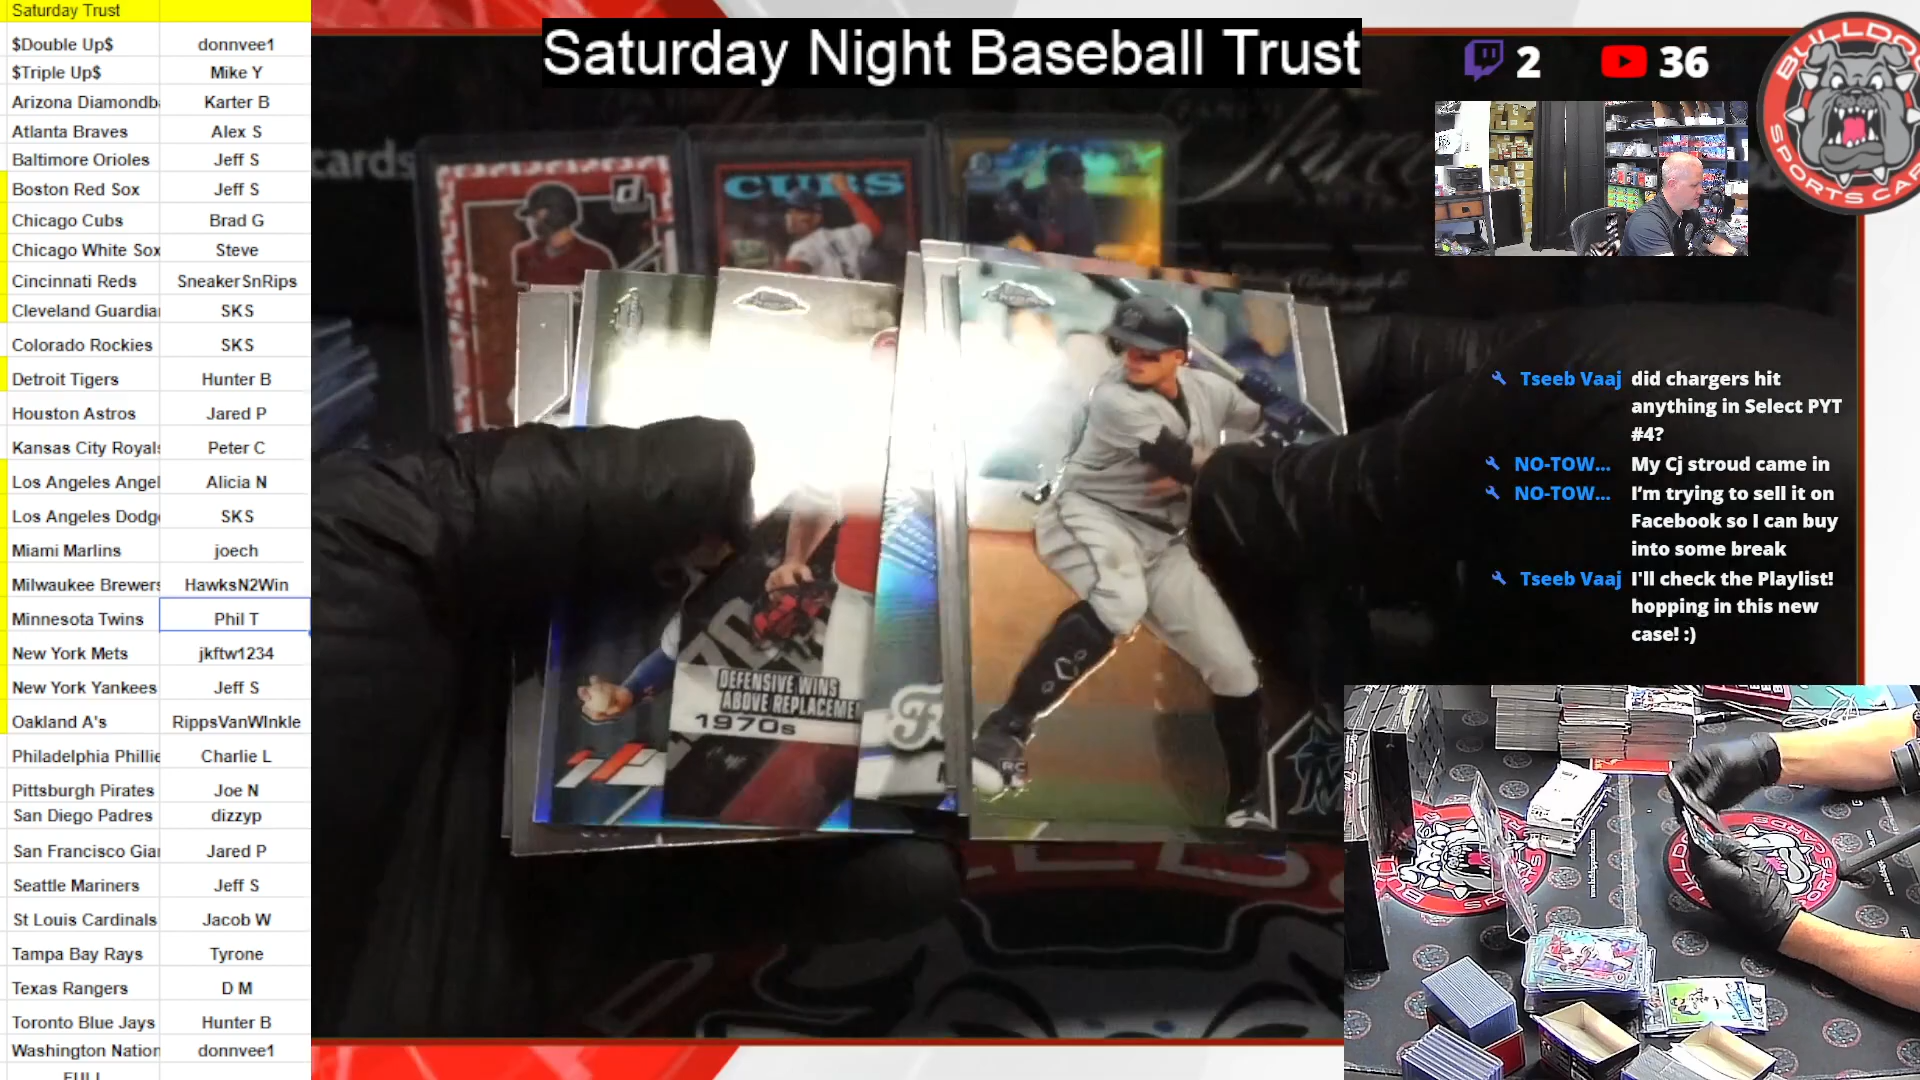 Saturday Trust
$Double Up$ donnvee1
$Triple Up$ Mike Y
Arizona Diamondb Karter B
Atlanta Braves Alex S
Baltimore Orioles Jeff S
Boston Red Sox Jeff S
Chicago Cubs Brad G
Chicago White Sox Steve
Cincinnati Reds SneakerSnRips
Cleveland Guardia SKS
Colorado Rockies SKS
Detroit Tigers Hunter B
Houston Astros Jared P
Kansas City Royals Peter C
Los Angeles Angel Alicia N
Los Angeles Dodg SKS
Miami Marlins joech
Milwaukee Brewers HawksN2Win
Minnesota Twins Phil T
New York Mets jkftw1234
New York Yankees Jeff S
Oakland A's RippsVanWInkle
Philadelphia Phillie Charlie L
Pittsburgh Pirates Joe N
San Diego Padres dizzyp
San Francisco Gia Jared P
Seattle Mariners Jeff S
St Louis Cardinals Jacob W
Tampa Bay Rays Tyrone
Texas Rangers D M
Toronto Blue Jays Hunter B
Washington Nation donnvee1
FULL
Saturday Night Baseball Trust
2 36
BULLDOG
SPORTS CAR
cards
CUBS
DEFENSIVE WINS
ABOVE REPLACEME
1970s
RC
Tseeb Vaaj did chargers hit
anything in Select PYT
#4?
NO-TOW... My Cj stroud came in
NO-TOW... I'm trying to sell it on
Facebook so I can buy
into some break
Tseeb Vaaj I'll check the Playlist!
hopping in this new
case! :)